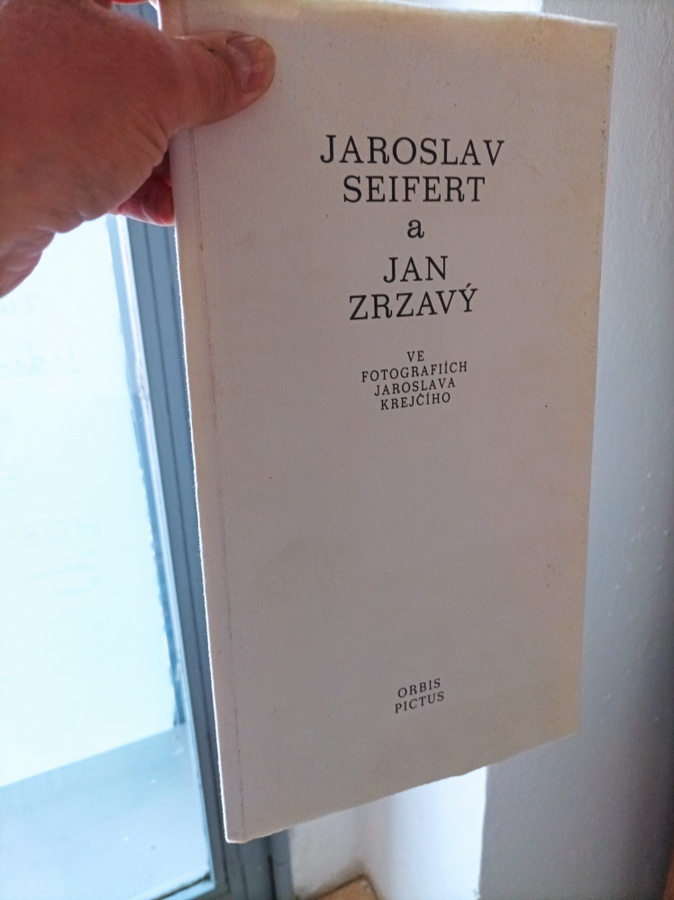 JAROSLAV
SEIFERT
a
JAN
ZRZAVÝ
VE
FOTOGRAFIÍCH
JAROSLAVA
KREJČÍHO
ORBIS
PICTUS